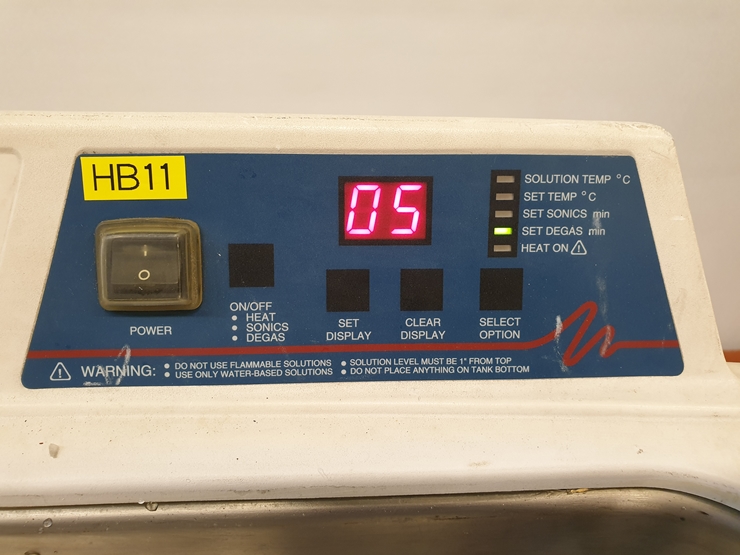 HB11
05
SOLUTION TEMP °C
SET TEMP °C
SET SONICS min
SET DEGAS min
HEAT ON ⚠
POWER
ON/OFF
• HEAT
• SONICS
• DEGAS
SET
DISPLAY
CLEAR
DISPLAY
SELECT
OPTION
⚠ WARNING:
• DO NOT USE FLAMMABLE SOLUTIONS
• USE ONLY WATER-BASED SOLUTIONS
• SOLUTION LEVEL MUST BE 1" FROM TOP
• DO NOT PLACE ANYTHING ON TANK BOTTOM